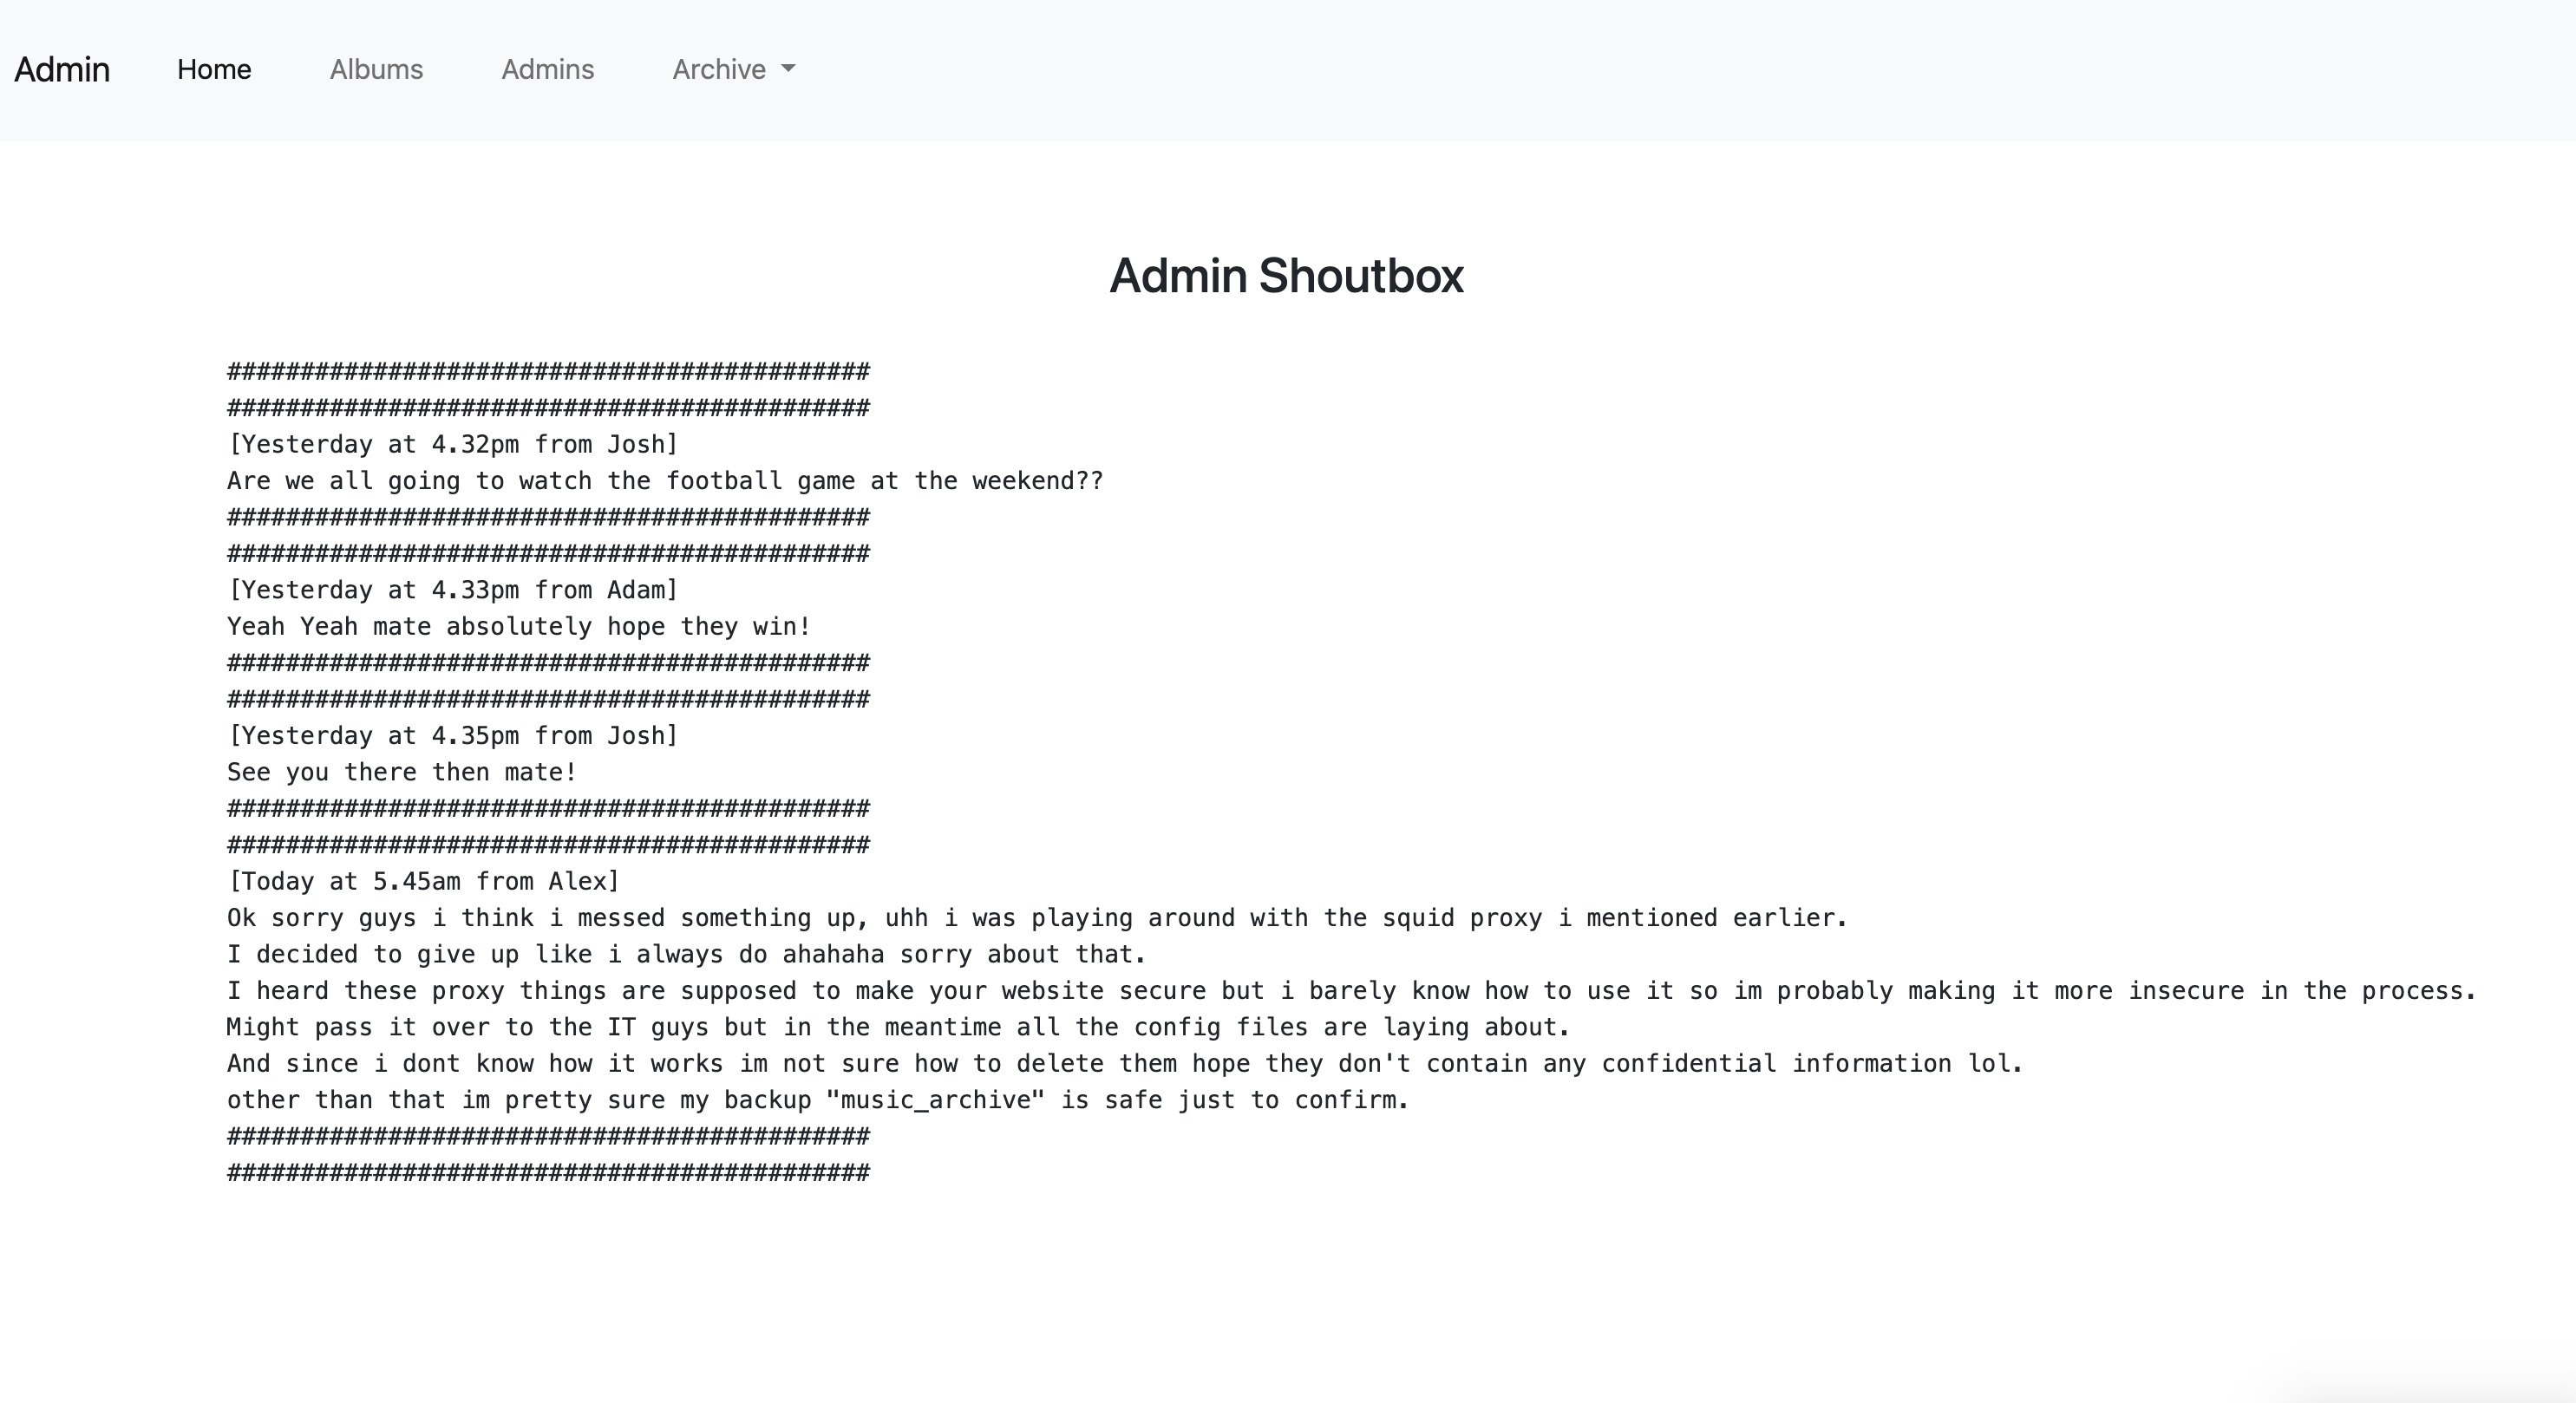 Admin Home Albums Admins Archive
Admin Shoutbox
############################################
############################################
[Yesterday at 4.32pm from Josh]
Are we all going to watch the football game at the weekend??
############################################
############################################
[Yesterday at 4.33pm from Adam]
Yeah Yeah mate absolutely hope they win!
############################################
############################################
[Yesterday at 4.35pm from Josh]
See you there then mate!
############################################
############################################
[Today at 5.45am from Alex]
Ok sorry guys i think i messed something up, uhh i was playing around with the squid proxy i mentioned earlier.
I decided to give up like i always do ahahaha sorry about that.
I heard these proxy things are supposed to make your website secure but i barely know how to use it so im probably making it more insecure in the process.
Might pass it over to the IT guys but in the meantime all the config files are laying about.
And since i dont know how it works im not sure how to delete them hope they don't contain any confidential information lol.
other than that im pretty sure my backup "music_archive" is safe just to confirm.
############################################
############################################